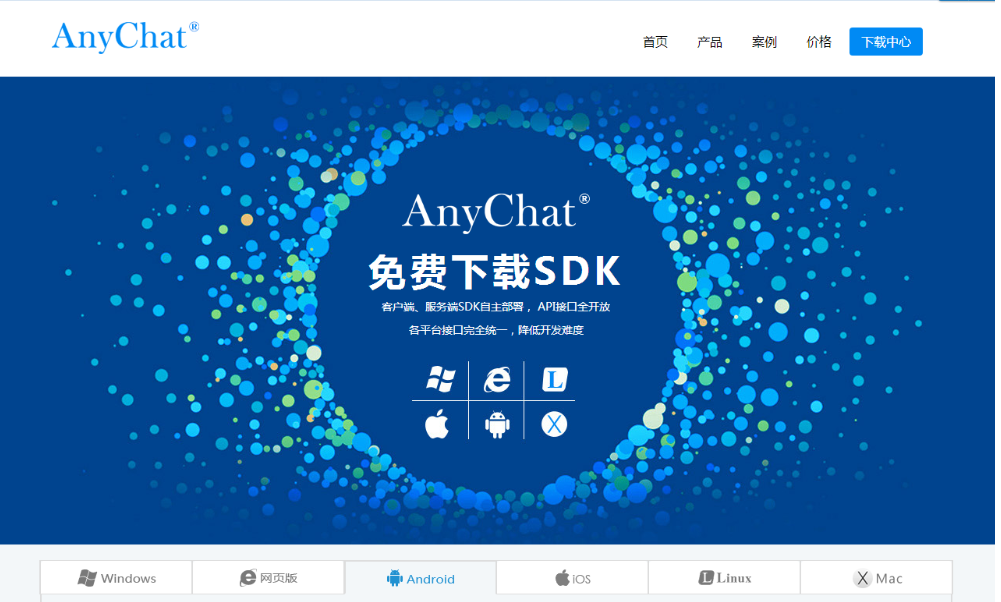 AnyChat®
首页 产品 案例 价格 下载中心
AnyChat®
免费下载SDK
客户端、服务端SDK自主部署，API接口全开放
各平台接口完全统一，降低开发难度
Windows 网页版 Android iOS Linux Mac